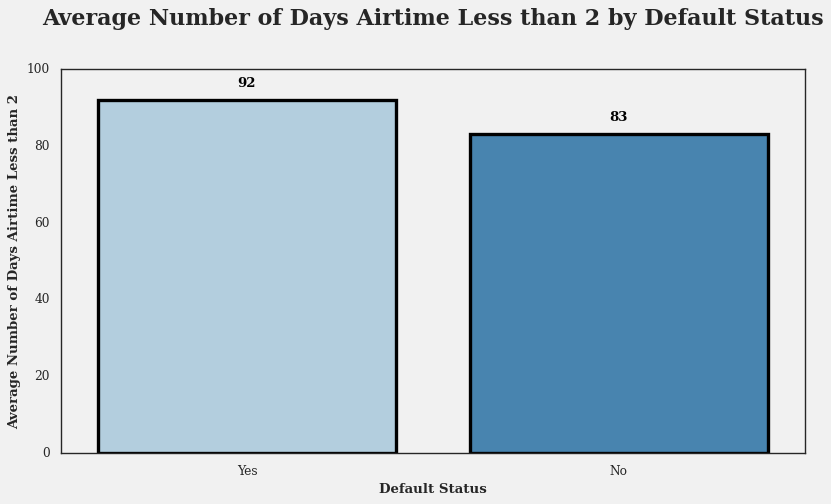 Average Number of Days Airtime Less than 2 by Default Status
Average Number of Days Airtime Less than 2
100
80
60
40
20
0
92
83
Yes
No
Default Status